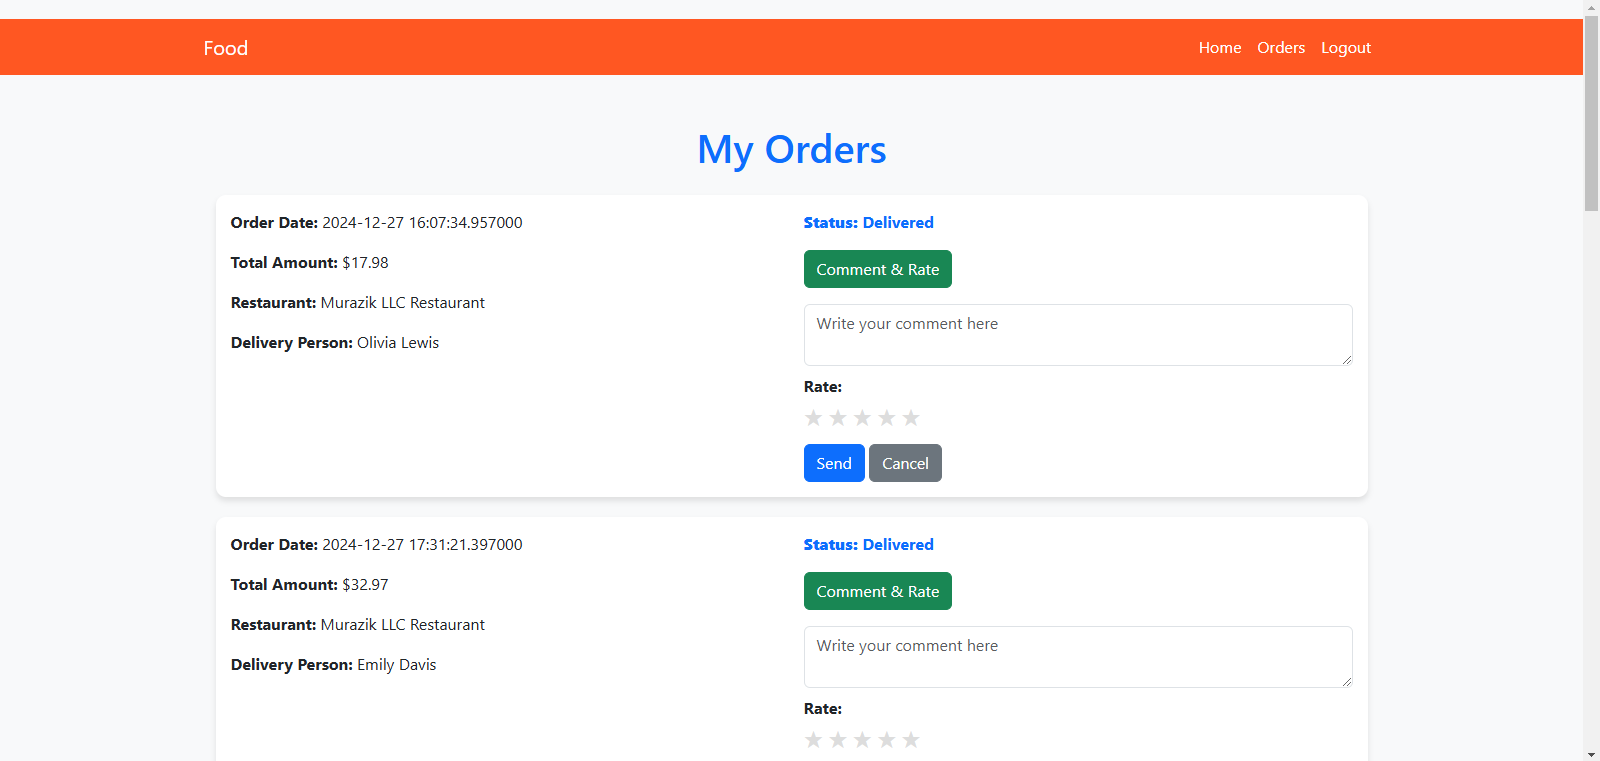 Food
Home Orders Logout
My Orders
Order Date: 2024-12-27 16:07:34.957000
Total Amount: $17.98
Restaurant: Murazik LLC Restaurant
Delivery Person: Olivia Lewis
Status: Delivered
Comment & Rate
Write your comment here
Rate:
Send Cancel
Order Date: 2024-12-27 17:31:21.397000
Total Amount: $32.97
Restaurant: Murazik LLC Restaurant
Delivery Person: Emily Davis
Status: Delivered
Comment & Rate
Write your comment here
Rate: